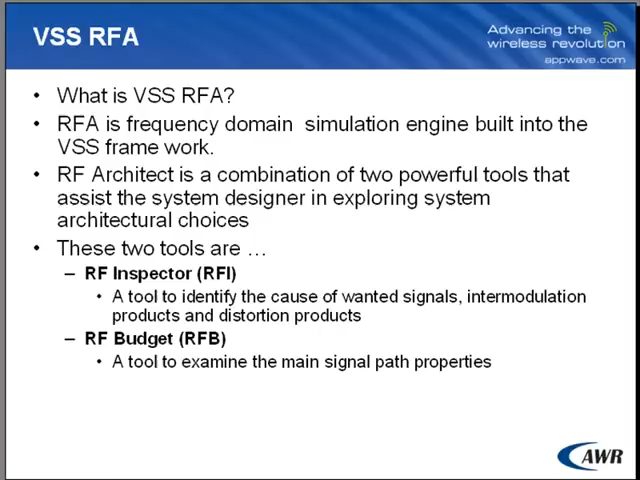 VSS RFA
Advancing the
wireless revolution
appwave.com
• What is VSS RFA?
• RFA is frequency domain simulation engine built into the
VSS frame work.
• RF Architect is a combination of two powerful tools that
assist the system designer in exploring system
architectural choices
• These two tools are …
– RF Inspector (RFI)
• A tool to identify the cause of wanted signals, intermodulation
products and distortion products
– RF Budget (RFB)
• A tool to examine the main signal path properties
AWR